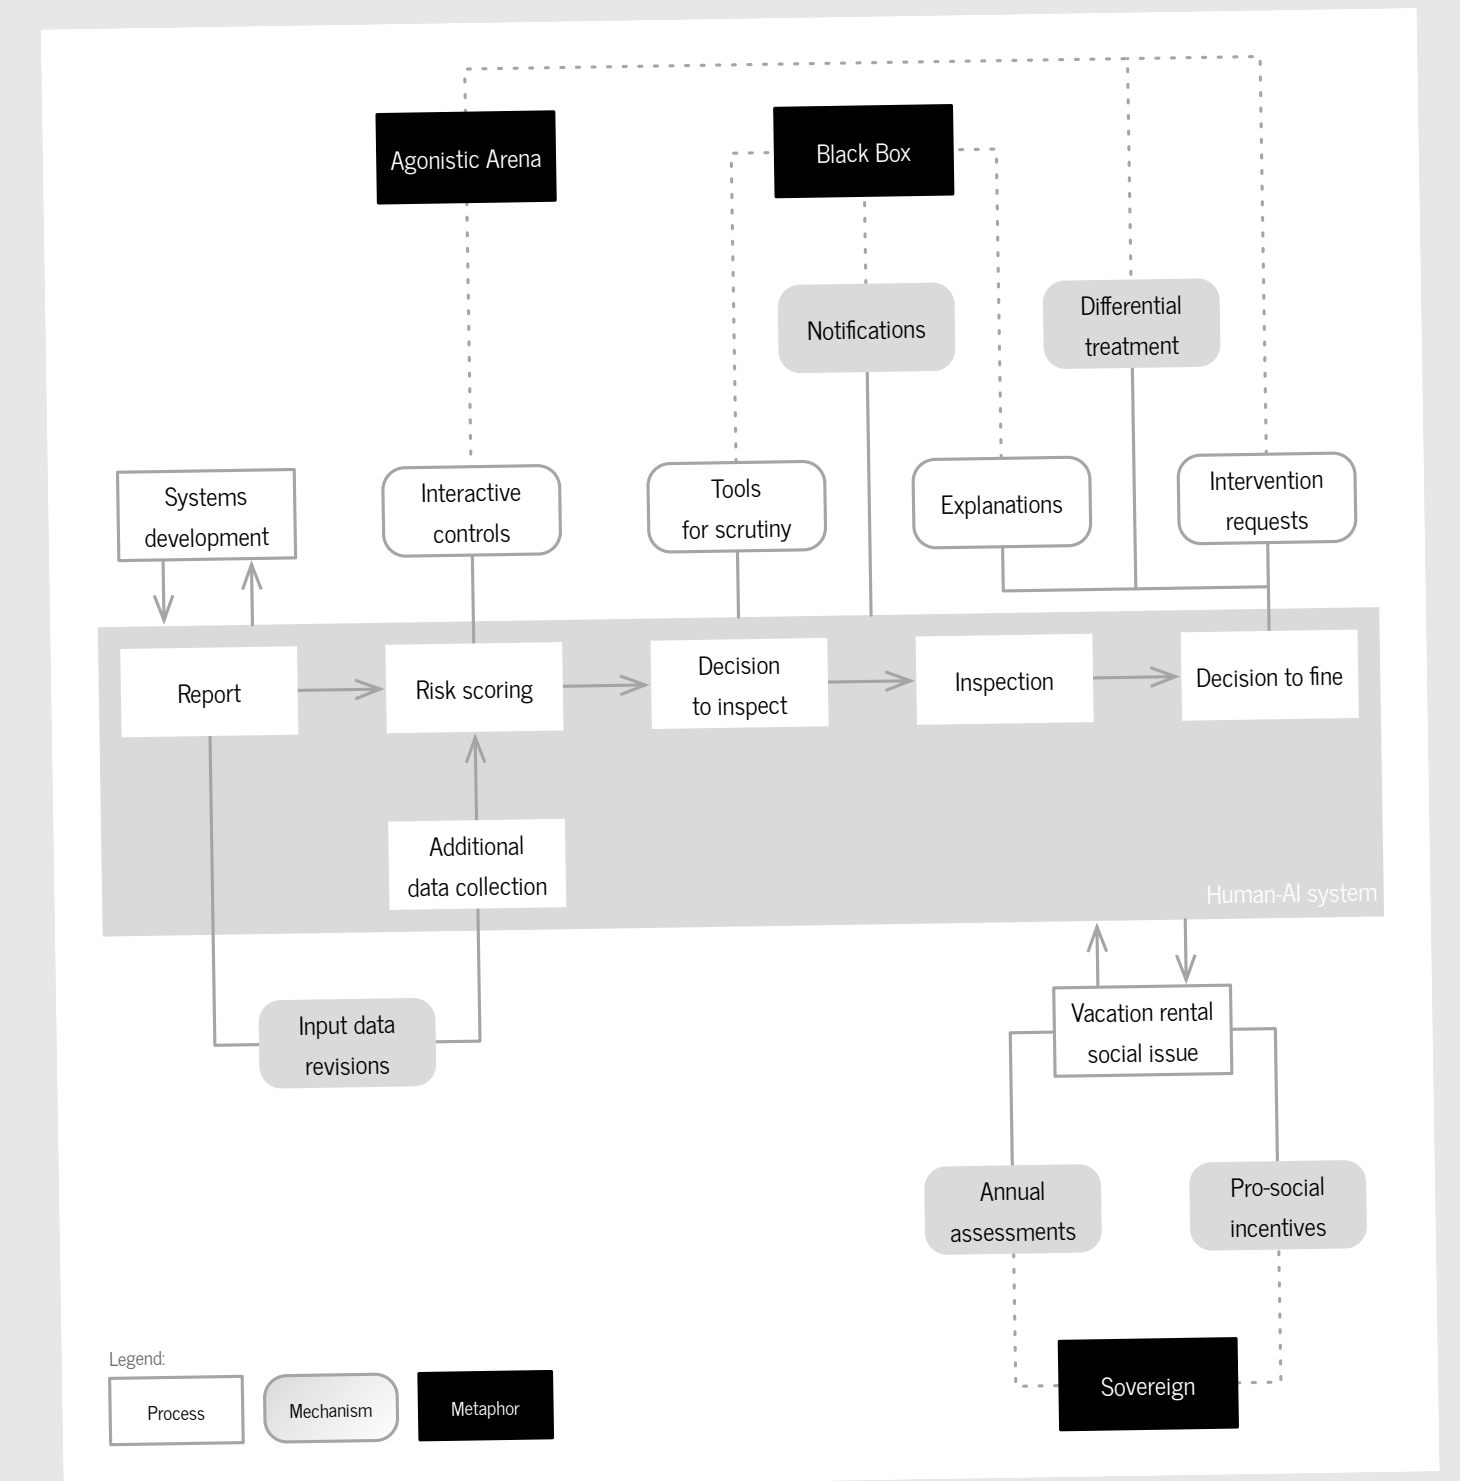 Agonistic Arena
Black Box
Notifications
Differential
treatment
Systems
development
Interactive
controls
Tools
for scrutiny
Explanations
Intervention
requests
Report
Risk scoring
Decision
to inspect
Inspection
Decision to fine
Additional
data collection
Human-AI system
Input data
revisions
Vacation rental
social issue
Annual
assessments
Pro-social
incentives
Sovereign
Legend:
Process
Mechanism
Metaphor